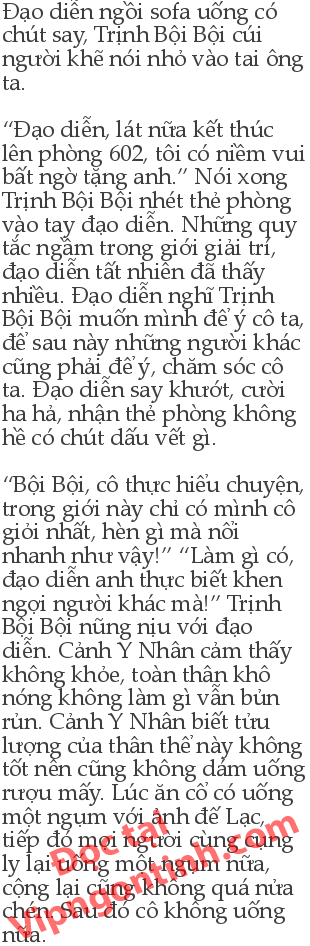 Đạo diễn ngồi sofa uống có
chút say, Trịnh Bội Bội cúi
người khẽ nói nhỏ vào tai ông
ta.

“Đạo diễn, lát nữa kết thúc
lên phòng 602, tôi có niềm vui
bất ngờ tặng anh.” Nói xong
Trịnh Bội Bội nhét thẻ phòng
vào tay đạo diễn. Những quy
tắc ngầm trong giới giải trí,
đạo diễn tất nhiên đã thấy
nhiều. Đạo diễn nghĩ Trịnh
Bội Bội muốn mình để ý cô ta,
để sau này những người khác
cũng phải để ý, chăm sóc cô
ta. Đạo diễn say khướt, cười
ha hả, nhận thẻ phòng không
hề có chút dấu vết gì.

“Bội Bội, cô thực hiểu chuyện,
trong giới này chỉ có mình cô
giỏi nhất, hèn gì mà nổi
nhanh như vậy!” “Làm gì có,
đạo diễn anh thực biết khen
ngợi người khác mà!” Trịnh
Bội Bội nũng nịu với đạo
diễn. Cảnh Y Nhân cảm thấy
không khỏe, toàn thân khô
nóng không làm gì vẫn bủn
rủn. Cảnh Y Nhân biết tửu
lượng của thân thể này không
tốt nên cũng không dám uống
rượu mấy. Lúc ăn cô có uống
một ngụm với ảnh đế Lạc,
tiếp đó mọi người cùng cụng
ly lại uống một ngụm nữa,
cộng lại cũng không quá nửa
chén. Sau đó cô không uống
nữa.
Đọc tại
Vipngontinh.com